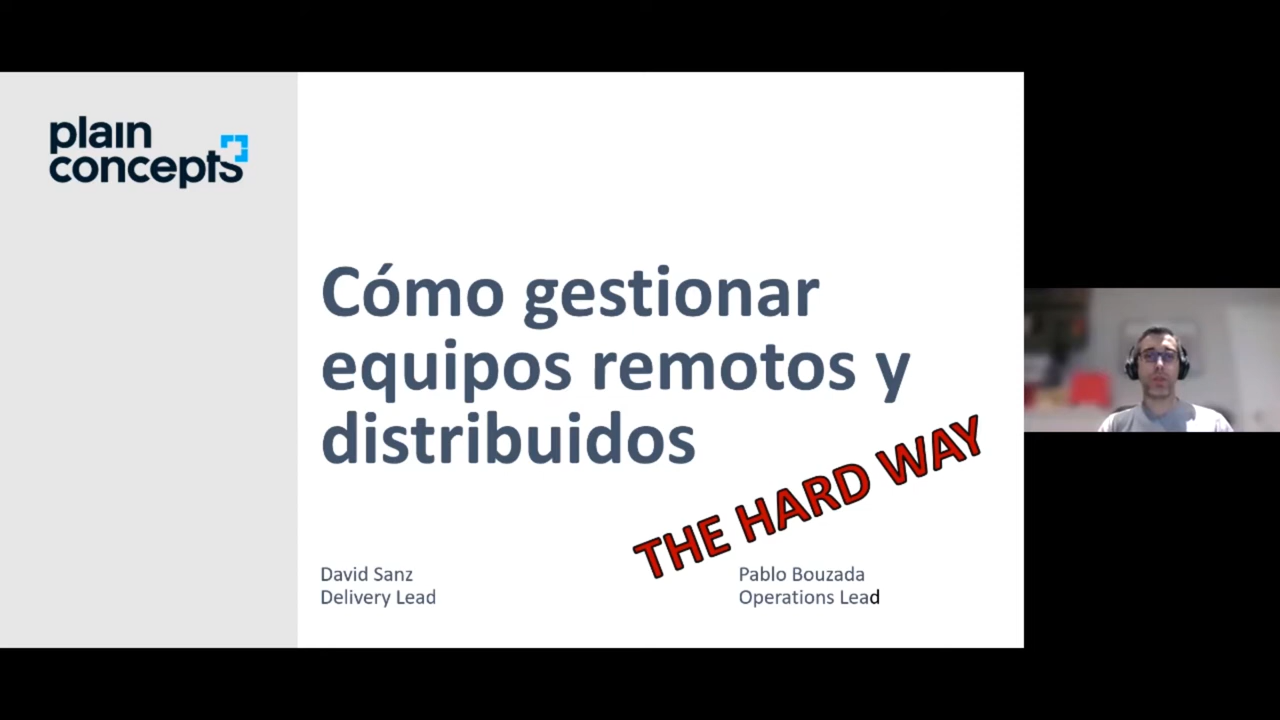 plain
concepts
Cómo gestionar
equipos remotos y
distribuidos
THE HARD WAY
David Sanz
Delivery Lead
Pablo Bouzada
Operations Lead